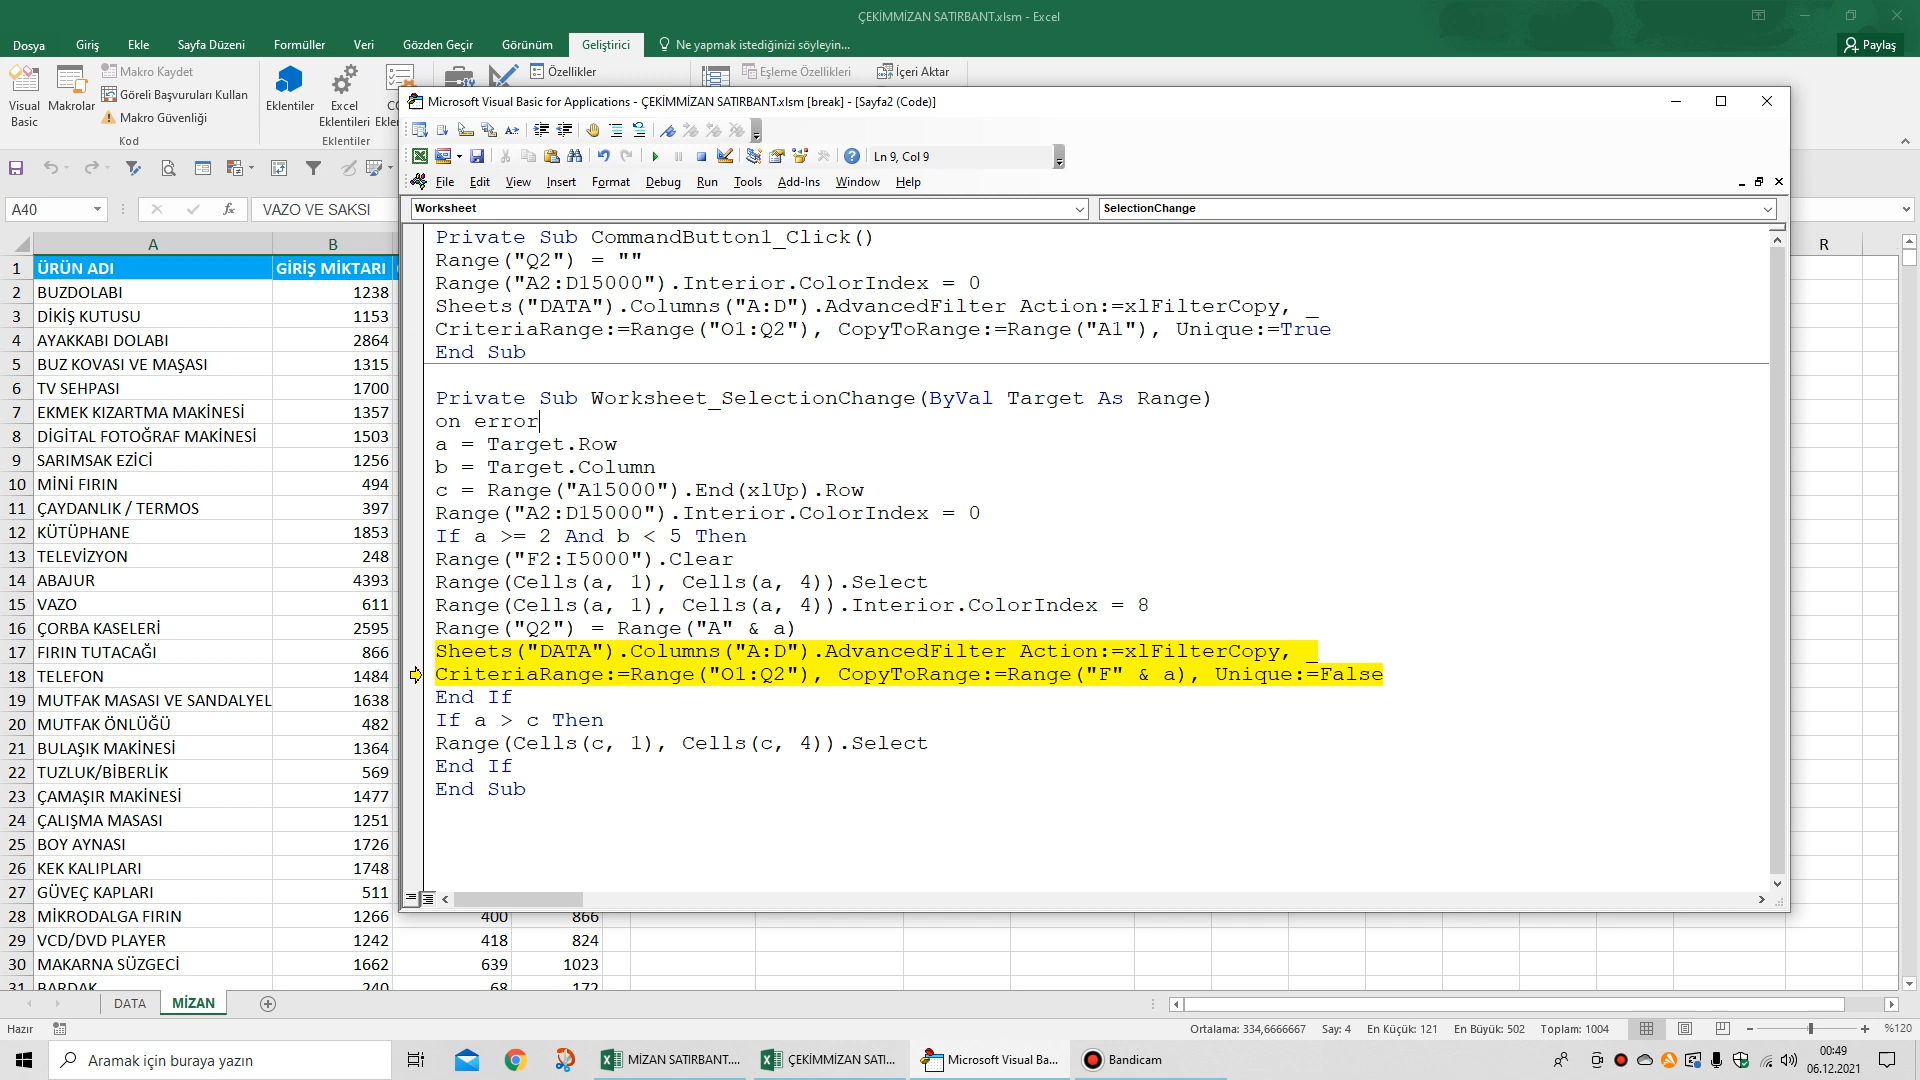 ÇEKİMMİZAN SATIRBANT.xlsm - Excel
Dosya Giriş Ekle Sayfa Düzeni Formüller Veri Gözden Geçir Görünüm Geliştirici Ne yapmak istediğinizi söyleyin... Paylaş
Visual Basic
Makrolar
Makro Kaydet
Göreli Başvuruları Kullan
Makro Güvenliği
Kod
Eklentiler
Excel Eklentileri
Eklentiler
Özellikler
Eşleme Özellikleri
İçeri Aktar
Microsoft Visual Basic for Applications - ÇEKİMMİZAN SATIRBANT.xlsm [break] - [Sayfa2 (Code)]
Ln 9, Col 9
File Edit View Insert Format Debug Run Tools Add-Ins Window Help
A40 fx VAZO VE SAKSI
Worksheet SelectionChange
Private Sub CommandButton1_Click()
Range("Q2") = ""
Range("A2:D15000").Interior.ColorIndex = 0
Sheets("DATA").Columns("A:D").AdvancedFilter Action:=xlFilterCopy, _
CriteriaRange:=Range("O1:Q2"), CopyToRange:=Range("A1"), Unique:=True
End Sub
Private Sub Worksheet_SelectionChange(ByVal Target As Range)
on error
a = Target.Row
b = Target.Column
c = Range("A15000").End(xlUp).Row
Range("A2:D15000").Interior.ColorIndex = 0
If a >= 2 And b < 5 Then
Range("F2:I5000").Clear
Range(Cells(a, 1), Cells(a, 4)).Select
Range(Cells(a, 1), Cells(a, 4)).Interior.ColorIndex = 8
Range("Q2") = Range("A" & a)
Sheets("DATA").Columns("A:D").AdvancedFilter Action:=xlFilterCopy, _
CriteriaRange:=Range("O1:Q2"), CopyToRange:=Range("F" & a), Unique:=False
End If
If a > c Then
Range(Cells(c, 1), Cells(c, 4)).Select
End If
End Sub
A B R
1 ÜRÜN ADI GİRİŞ MİKTARI
2 BUZDOLABI 1238
3 DİKİŞ KUTUSU 1153
4 AYAKKABI DOLABI 2864
5 BUZ KOVASI VE MAŞASI 1315
6 TV SEHPASI 1700
7 EKMEK KIZARTMA MAKİNESİ 1357
8 DİGİTAL FOTOĞRAF MAKİNESİ 1503
9 SARIMSAK EZİCİ 1256
10 MİNİ FIRIN 494
11 ÇAYDANLIK / TERMOS 397
12 KÜTÜPHANE 1853
13 TELEVİZYON 248
14 ABAJUR 4393
15 VAZO 611
16 ÇORBA KASELERİ 2595
17 FIRIN TUTACAĞI 866
18 TELEFON 1484
19 MUTFAK MASASI VE SANDALYEL 1638
20 MUTFAK ÖNLÜĞÜ 482
21 BULAŞIK MAKİNESİ 1364
22 TUZLUK/BİBERLİK 569
23 ÇAMAŞIR MAKİNESİ 1477
24 ÇALIŞMA MASASI 1251
25 BOY AYNASI 1726
26 KEK KALIPLARI 1748
27 GÜVEÇ KAPLARI 511
28 MİKRODALGA FIRIN 1266 400 866
29 VCD/DVD PLAYER 1242 418 824
30 MAKARNA SÜZGECİ 1662 639 1023
31 BARDAK 240 68 172
DATA MİZAN
Hazır Ortalama: 334,6666667 Say: 4 En Küçük: 121 En Büyük: 502 Toplam: 1004 %120
Aramak için buraya yazın MİZAN SATIRBANT.... ÇEKİMMİZAN SATI... Microsoft Visual Ba... Bandicam 00:49
06.12.2021